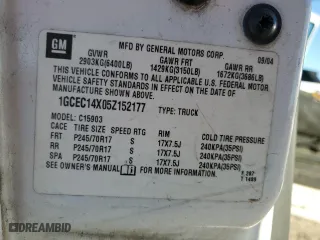 GM
MFD BY GENERAL MOTORS CORP
09/04
GVWR GAWR FRT GAWR RR
2903KG(6400LB) 1429KG(3150LB) 1672KG(3686LB)
THIS VEHICLE CONFORMS TO ALL APPLICABLE U.S. FEDERAL
MOTOR VEHICLE SAFETY STANDARDS IN EFFECT ON THE DATE
OF MANUFACTURE SHOWN ABOVE.
1GCEC14X05Z152177 TYPE: TRUCK
MODEL: C15903
TIRE SIZE SPEED RTG RIM COLD TIRE PRESSURE
FRT P245/70R17 S 17X7.5J 240KPA(35PSI)
RR P245/70R17 S 17X7.5J 240KPA(35PSI)
SPA P245/70R17 S 17X7.5J 240KPA(35PSI)
SEE OWNER'S MANUAL FOR MORE INFORMATION.
© DREAMBID DreamBid.com